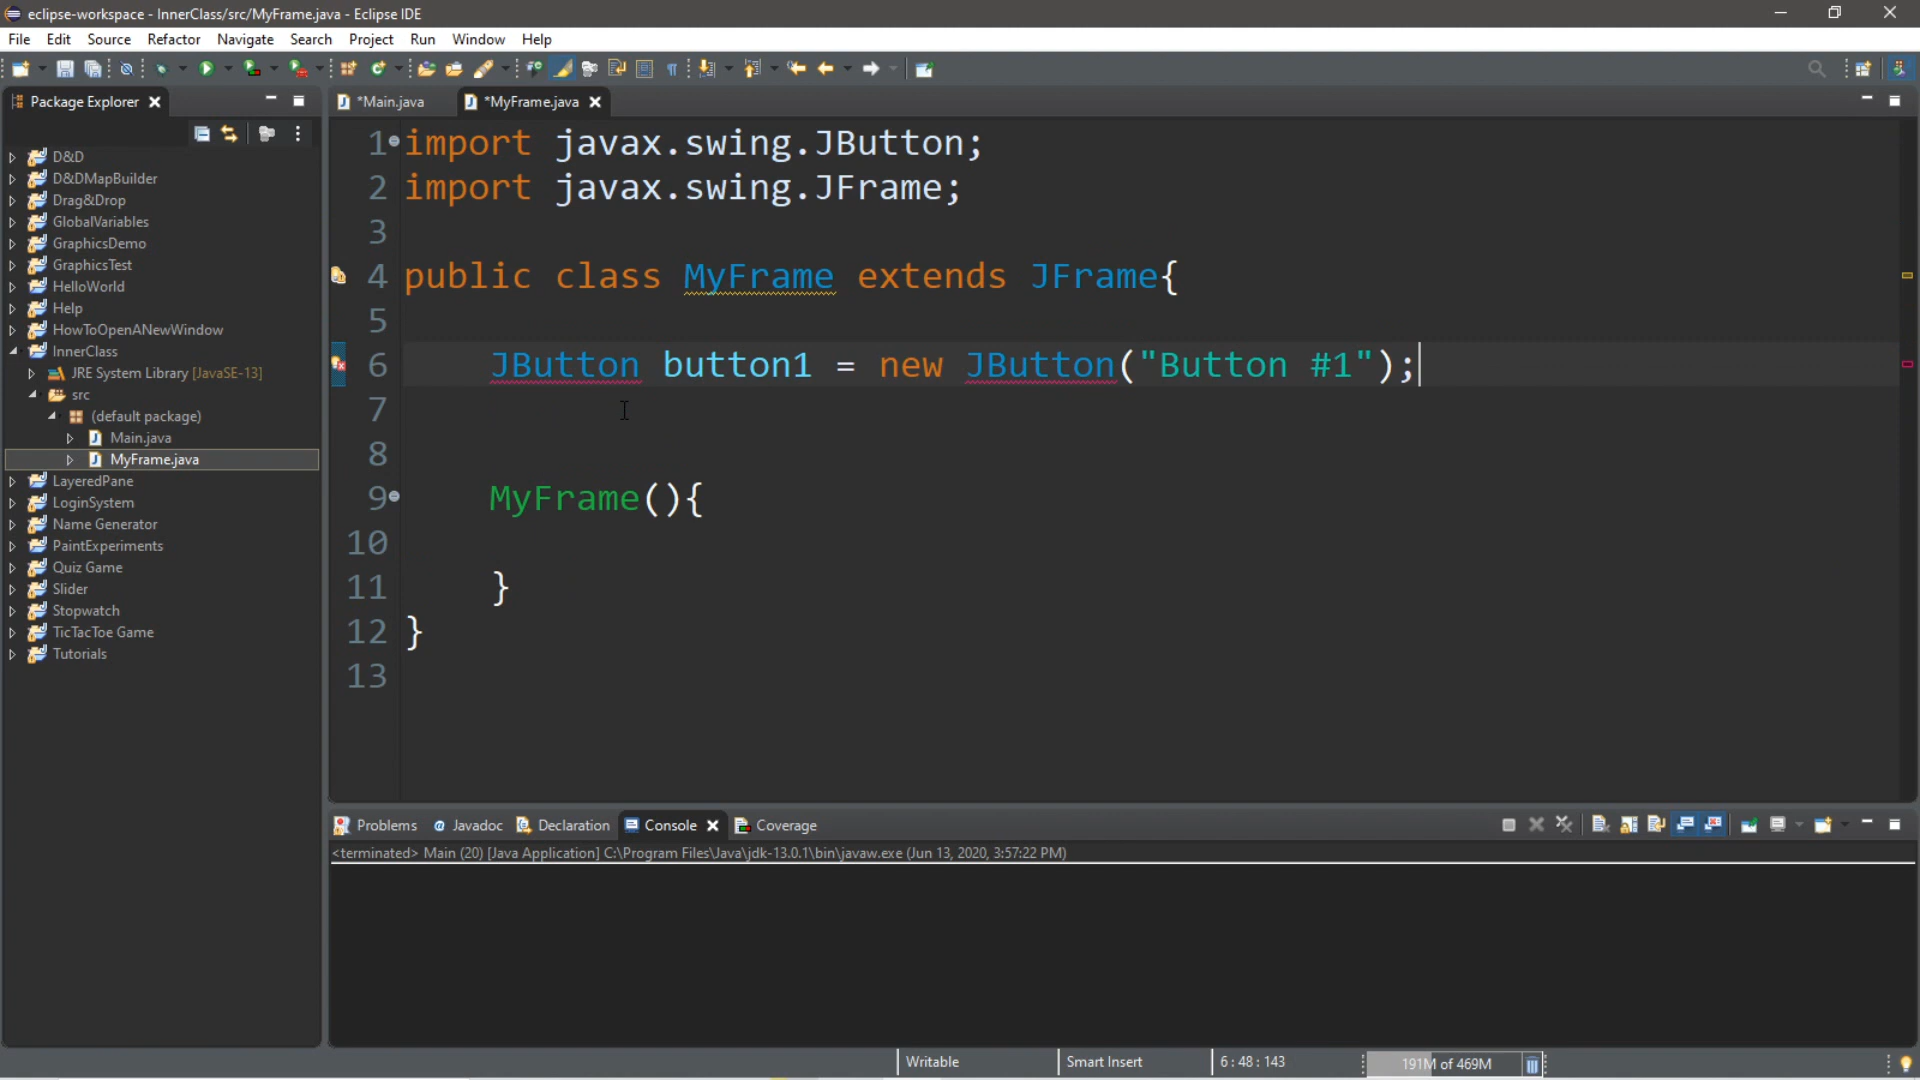 eclipse-workspace - InnerClass/src/MyFrame.java - Eclipse IDE
File Edit Source Refactor Navigate Search Project Run Window Help
Package Explorer
D&D
D&DMapBuilder
Drag&Drop
GlobalVariables
GraphicsDemo
GraphicsTest
HelloWorld
Help
HowToOpenANewWindow
InnerClass
JRE System Library [JavaSE-13]
src
(default package)
Main.java
MyFrame.java
LayeredPane
LoginSystem
Name Generator
PaintExperiments
Quiz Game
Slider
Stopwatch
TicTacToe Game
Tutorials
*Main.java *MyFrame.java
1 import javax.swing.JButton;
2 import javax.swing.JFrame;
3
4 public class MyFrame extends JFrame{
5
6 JButton button1 = new JButton("Button #1");
7
8
9 MyFrame(){
10
11 }
12 }
13
Problems @ Javadoc Declaration Console Coverage
<terminated> Main (20) [Java Application] C:\Program Files\Java\jdk-13.0.1\bin\javaw.exe (Jun 13, 2020, 3:57:22 PM)
Writable Smart Insert 6 : 48 : 143 191M of 469M